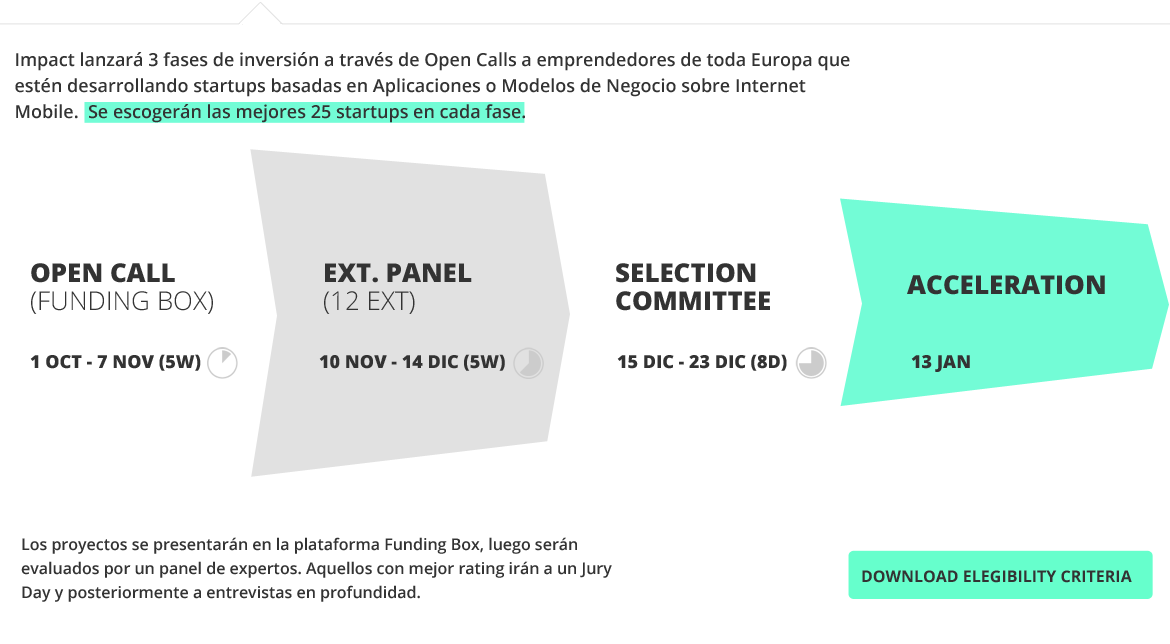 Impact lanzará 3 fases de inversión a través de Open Calls a emprendedores de toda Europa que
estén desarrollando startups basadas en Aplicaciones o Modelos de Negocio sobre Internet
Mobile. Se escogerán las mejores 25 startups en cada fase.
OPEN CALL
(FUNDING BOX)
1 OCT - 7 NOV (5W)
EXT. PANEL
(12 EXT)
10 NOV - 14 DIC (5W)
SELECTION
COMMITTEE
15 DIC - 23 DIC (8D)
ACCELERATION
13 JAN
Los proyectos se presentarán en la plataforma Funding Box, luego serán
evaluados por un panel de expertos. Aquellos con mejor rating irán a un Jury
Day y posteriormente a entrevistas en profundidad.
DOWNLOAD ELEGIBILITY CRITERIA